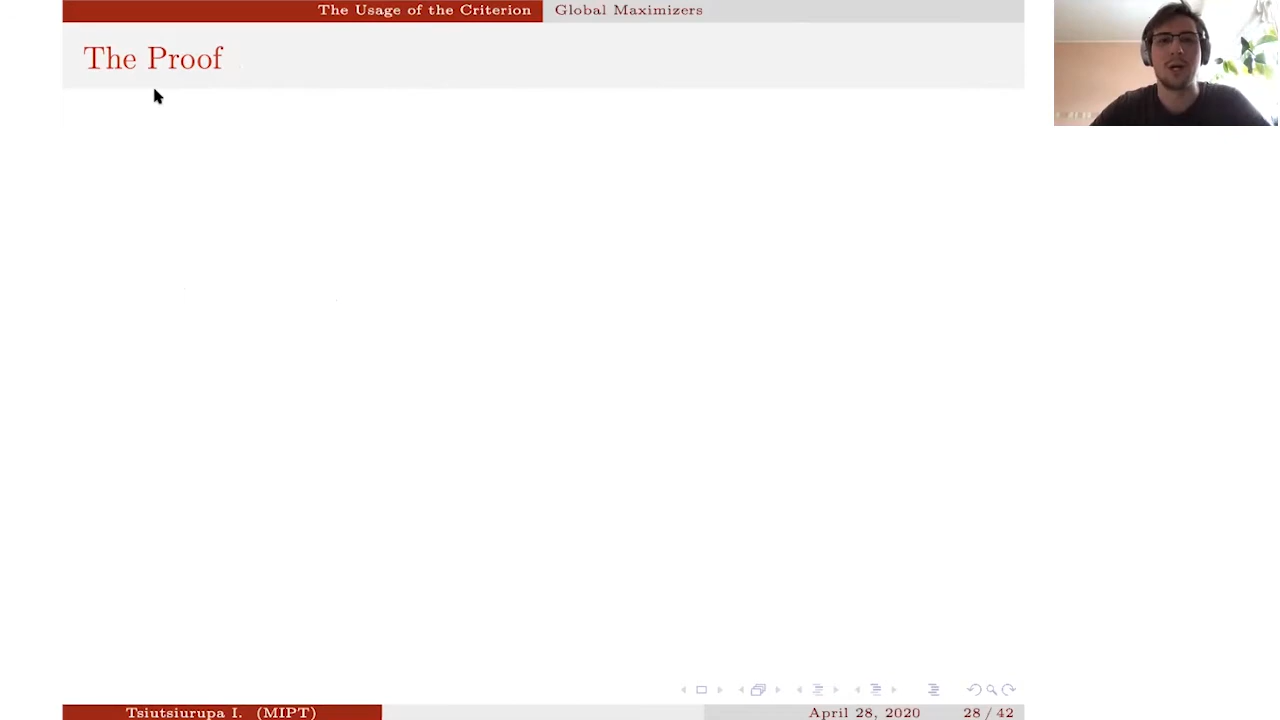 The Usage of the Criterion Global Maximizers
The Proof
Tsiutsiurupa I. (MIPT) April 28, 2020 28 / 42